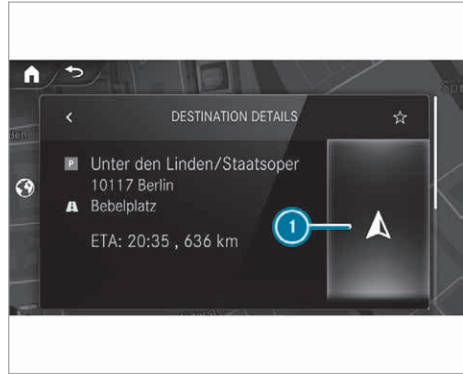 DESTINATION DETAILS
P Unter den Linden/Staatsoper
10117 Berlin
Bebelplatz
ETA: 20:35 , 636 km
1